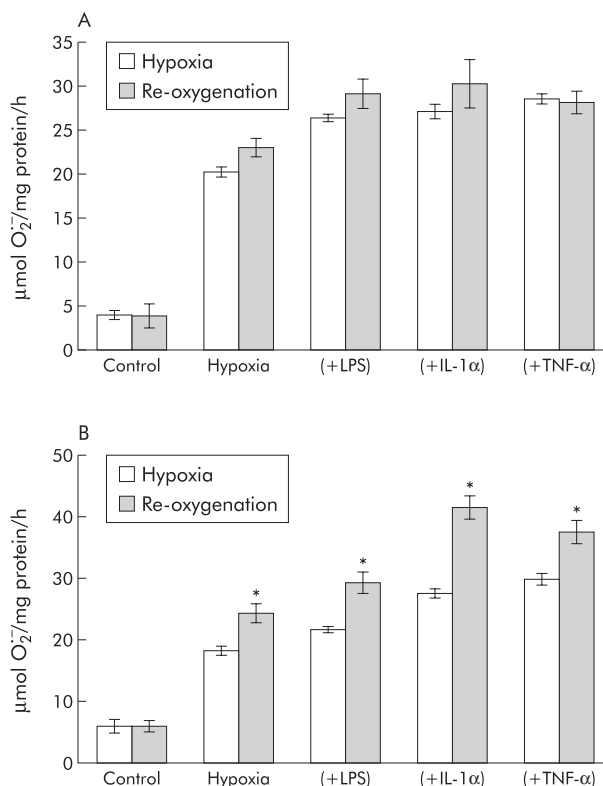 A
35
30
25
20
15
10
5
0
μmol O₂·−/mg protein/h
Hypoxia
Re-oxygenation
Control Hypoxia (+LPS) (+IL-1α) (+TNF-α)
B
50
40
30
20
10
0
μmol O₂·−/mg protein/h
Hypoxia
Re-oxygenation
* * * *
Control Hypoxia (+LPS) (+IL-1α) (+TNF-α)